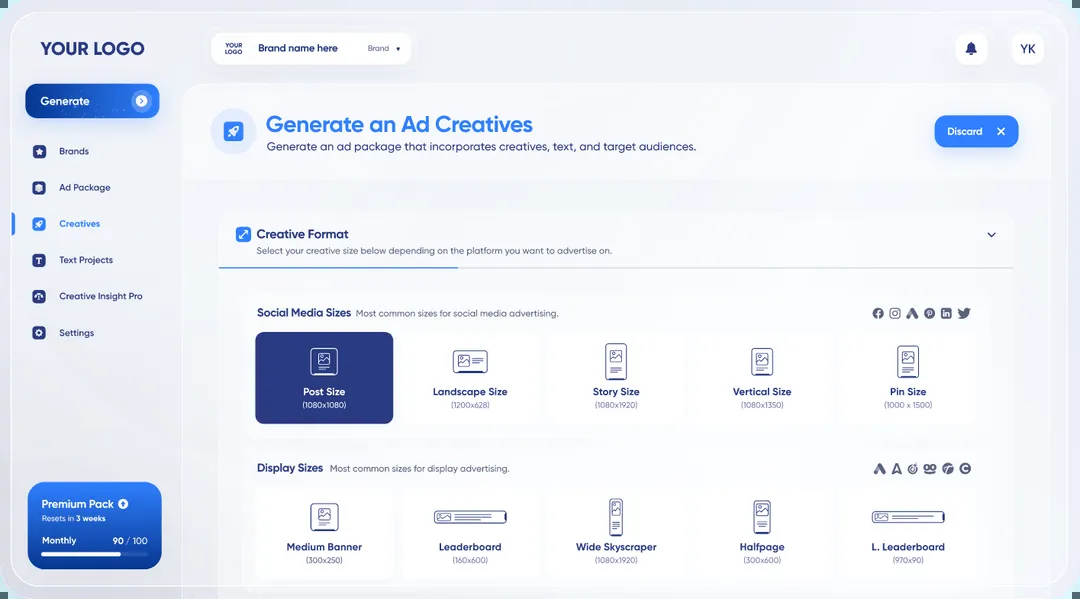 YOUR LOGO
YOUR LOGO
Brand name here
Brand
YK
Generate
Brands
Ad Package
Creatives
Text Projects
Creative Insight Pro
Settings
Premium Pack
Resets in 3 weeks
Monthly 90 / 100
Generate an Ad Creatives
Generate an ad package that incorporates creatives, text, and target audiences.
Discard
Creative Format
Select your creative size below depending on the platform you want to advertise on.
Social Media Sizes Most common sizes for social media advertising.
Post Size
(1080x1080)
Landscape Size
(1200x628)
Story Size
(1080x1920)
Vertical Size
(1080x1350)
Pin Size
(1000 x 1500)
Display Sizes Most common sizes for display advertising.
Medium Banner
(300x250)
Leaderboard
(160x600)
Wide Skyscraper
(1080x1920)
Halfpage
(300x600)
L. Leaderboard
(970x90)